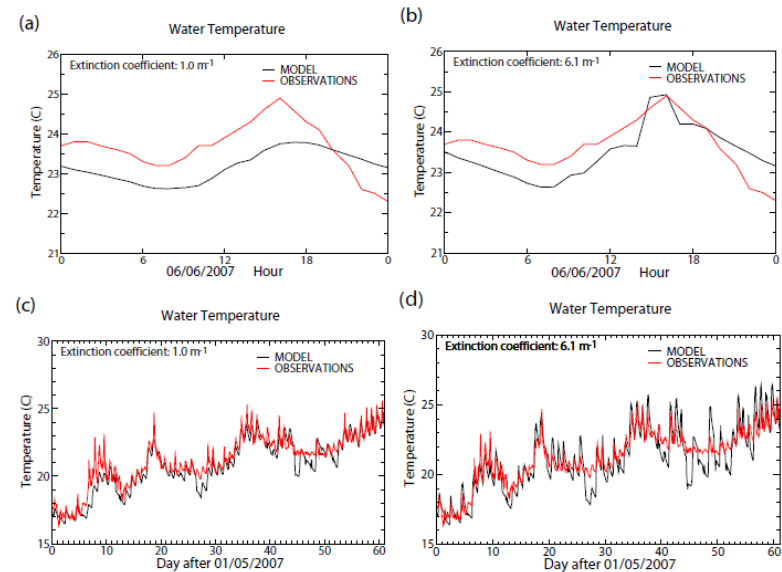 (a)
Water Temperature
26
25
24
23
22
21
Temperature (C)
Extinction coefficient: 1.0 m-1
MODEL
OBSERVATIONS
0 6 12 18 0
06/06/2007 Hour
(b)
Water Temperature
26
25
24
23
22
21
Temperature (C)
Extinction coefficient: 6.1 m-1
MODEL
OBSERVATIONS
0 6 12 18 0
06/06/2007 Hour
(c)
Water Temperature
30
25
20
15
Temperature (C)
Extinction coefficient: 1.0 m-1
MODEL
OBSERVATIONS
0 10 20 30 40 50 60
Day after 01/05/2007
(d)
Water Temperature
30
25
20
15
Temperature (C)
Extinction coefficient: 6.1 m-1
MODEL
OBSERVATIONS
0 10 20 30 40 50 60
Day after 01/05/2007